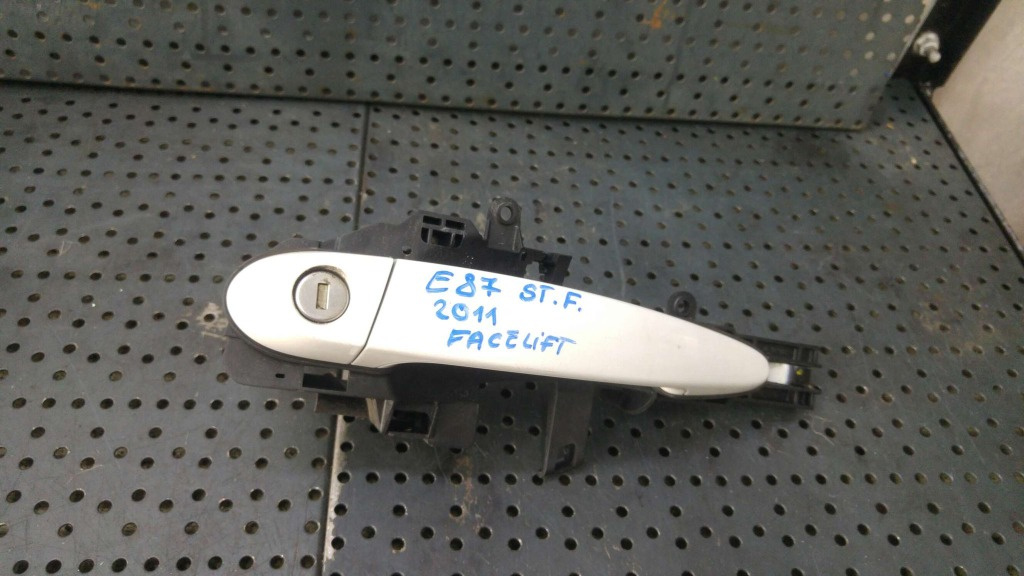 E87 ST.F.
2011
FACELiFT